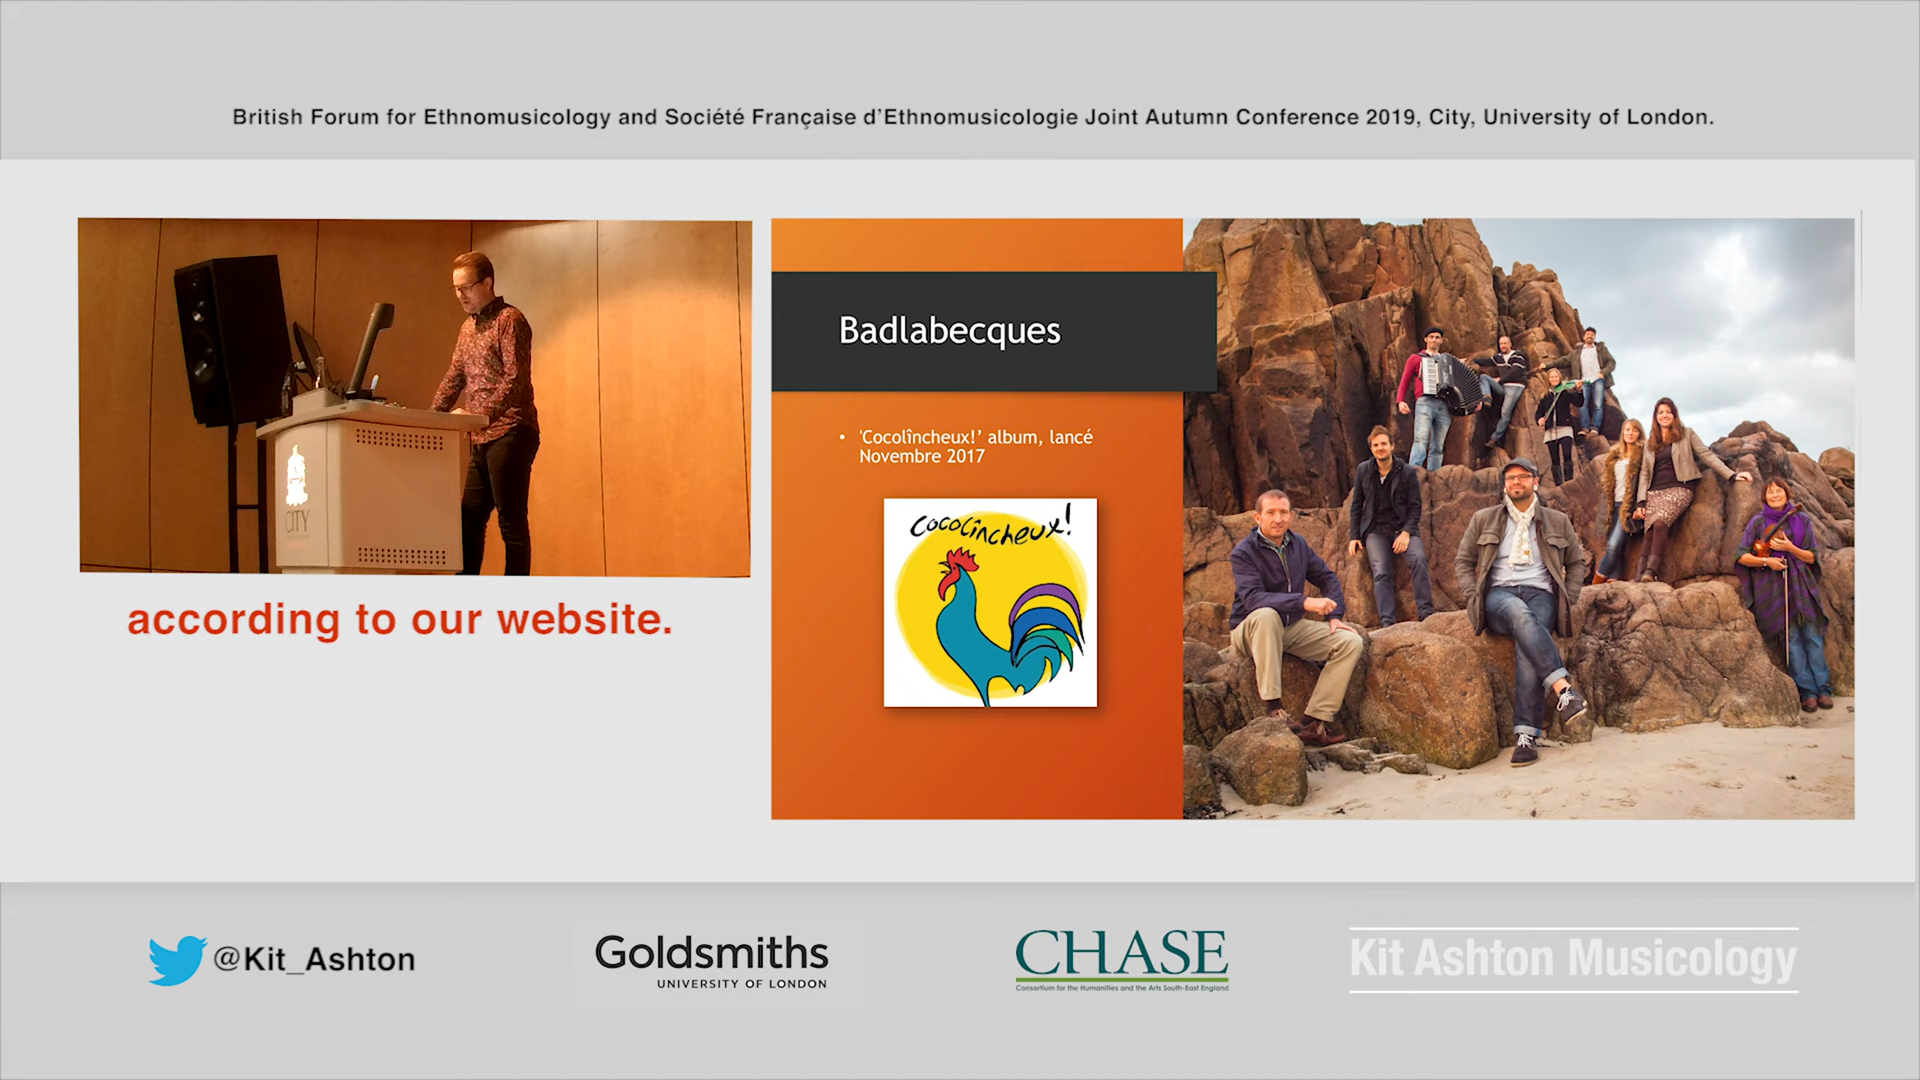 British Forum for Ethnomusicology and Société Française d’Ethnomusicologie Joint Autumn Conference 2019, City, University of London.
CITY
according to our website.
Badlabecques
• 'Cocolîncheux!’ album, lancé
Novembre 2017
cocolîncheux!
@Kit_Ashton
Goldsmiths
UNIVERSITY OF LONDON
CHASE
Consortium for the Humanities and the Arts South-East England
Kit Ashton Musicology